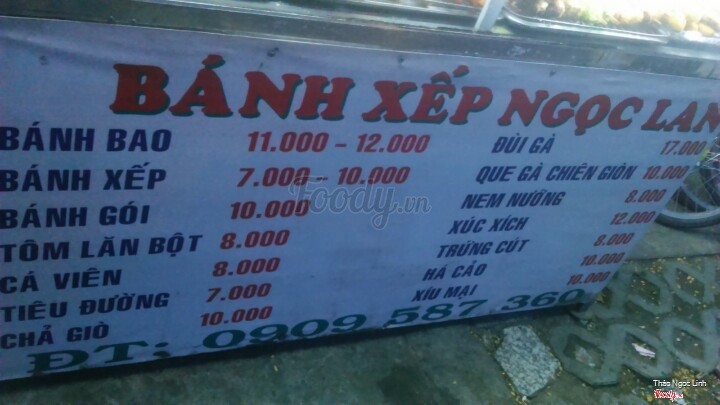 BÁNH XẾP NGỌC LAN
BÁNH BAO 11.000 - 12.000
BÁNH XẾP 7.000 - 10.000
BÁNH GÓI 10.000
TÔM LĂN BỘT 8.000
CÁ VIÊN 8.000
TIÊU ĐƯỜNG 7.000
CHẢ GIÒ 10.000
ĐÙI GÀ 17.000
QUE GÀ CHIÊN GIÒN 10.000
NEM NƯỚNG 8.000
XÚC XÍCH 12.000
TRỨNG CÚT 8.000
HÁ CẢO 10.000
XÍU MẠI 10.000
ĐT: 0909 587 360
Foody.vn
Thảo Ngọc Linh
Foody.vn